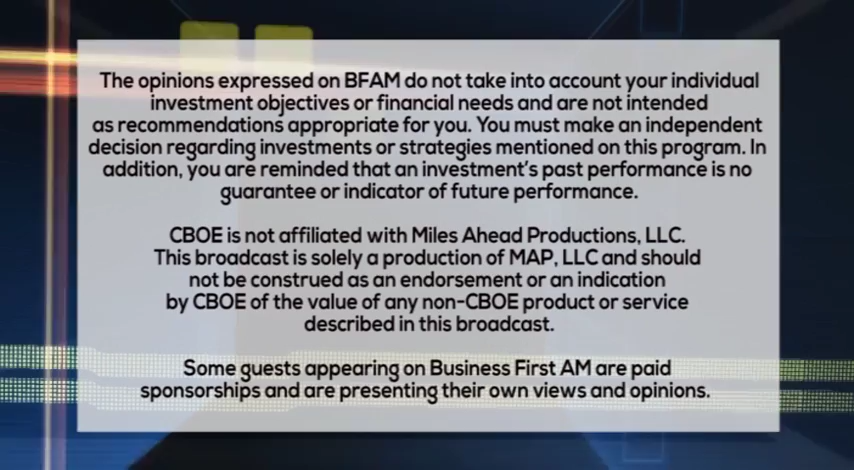 The opinions expressed on BFAM do not take into account your individual
investment objectives or financial needs and are not intended
as recommendations appropriate for you. You must make an independent
decision regarding investments or strategies mentioned on this program. In
addition, you are reminded that an investment's past performance is no
guarantee or indicator of future performance.
CBOE is not affiliated with Miles Ahead Productions, LLC.
This broadcast is solely a production of MAP, LLC and should
not be construed as an endorsement or an indication
by CBOE of the value of any non-CBOE product or service
described in this broadcast.
Some guests appearing on Business First AM are paid
sponsorships and are presenting their own views and opinions.